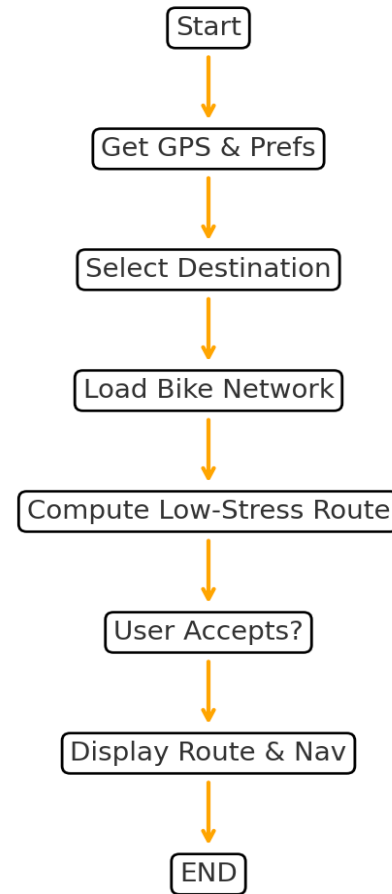 Start
Get GPS & Prefs
Select Destination
Load Bike Network
Compute Low-Stress Route
User Accepts?
Display Route & Nav
END